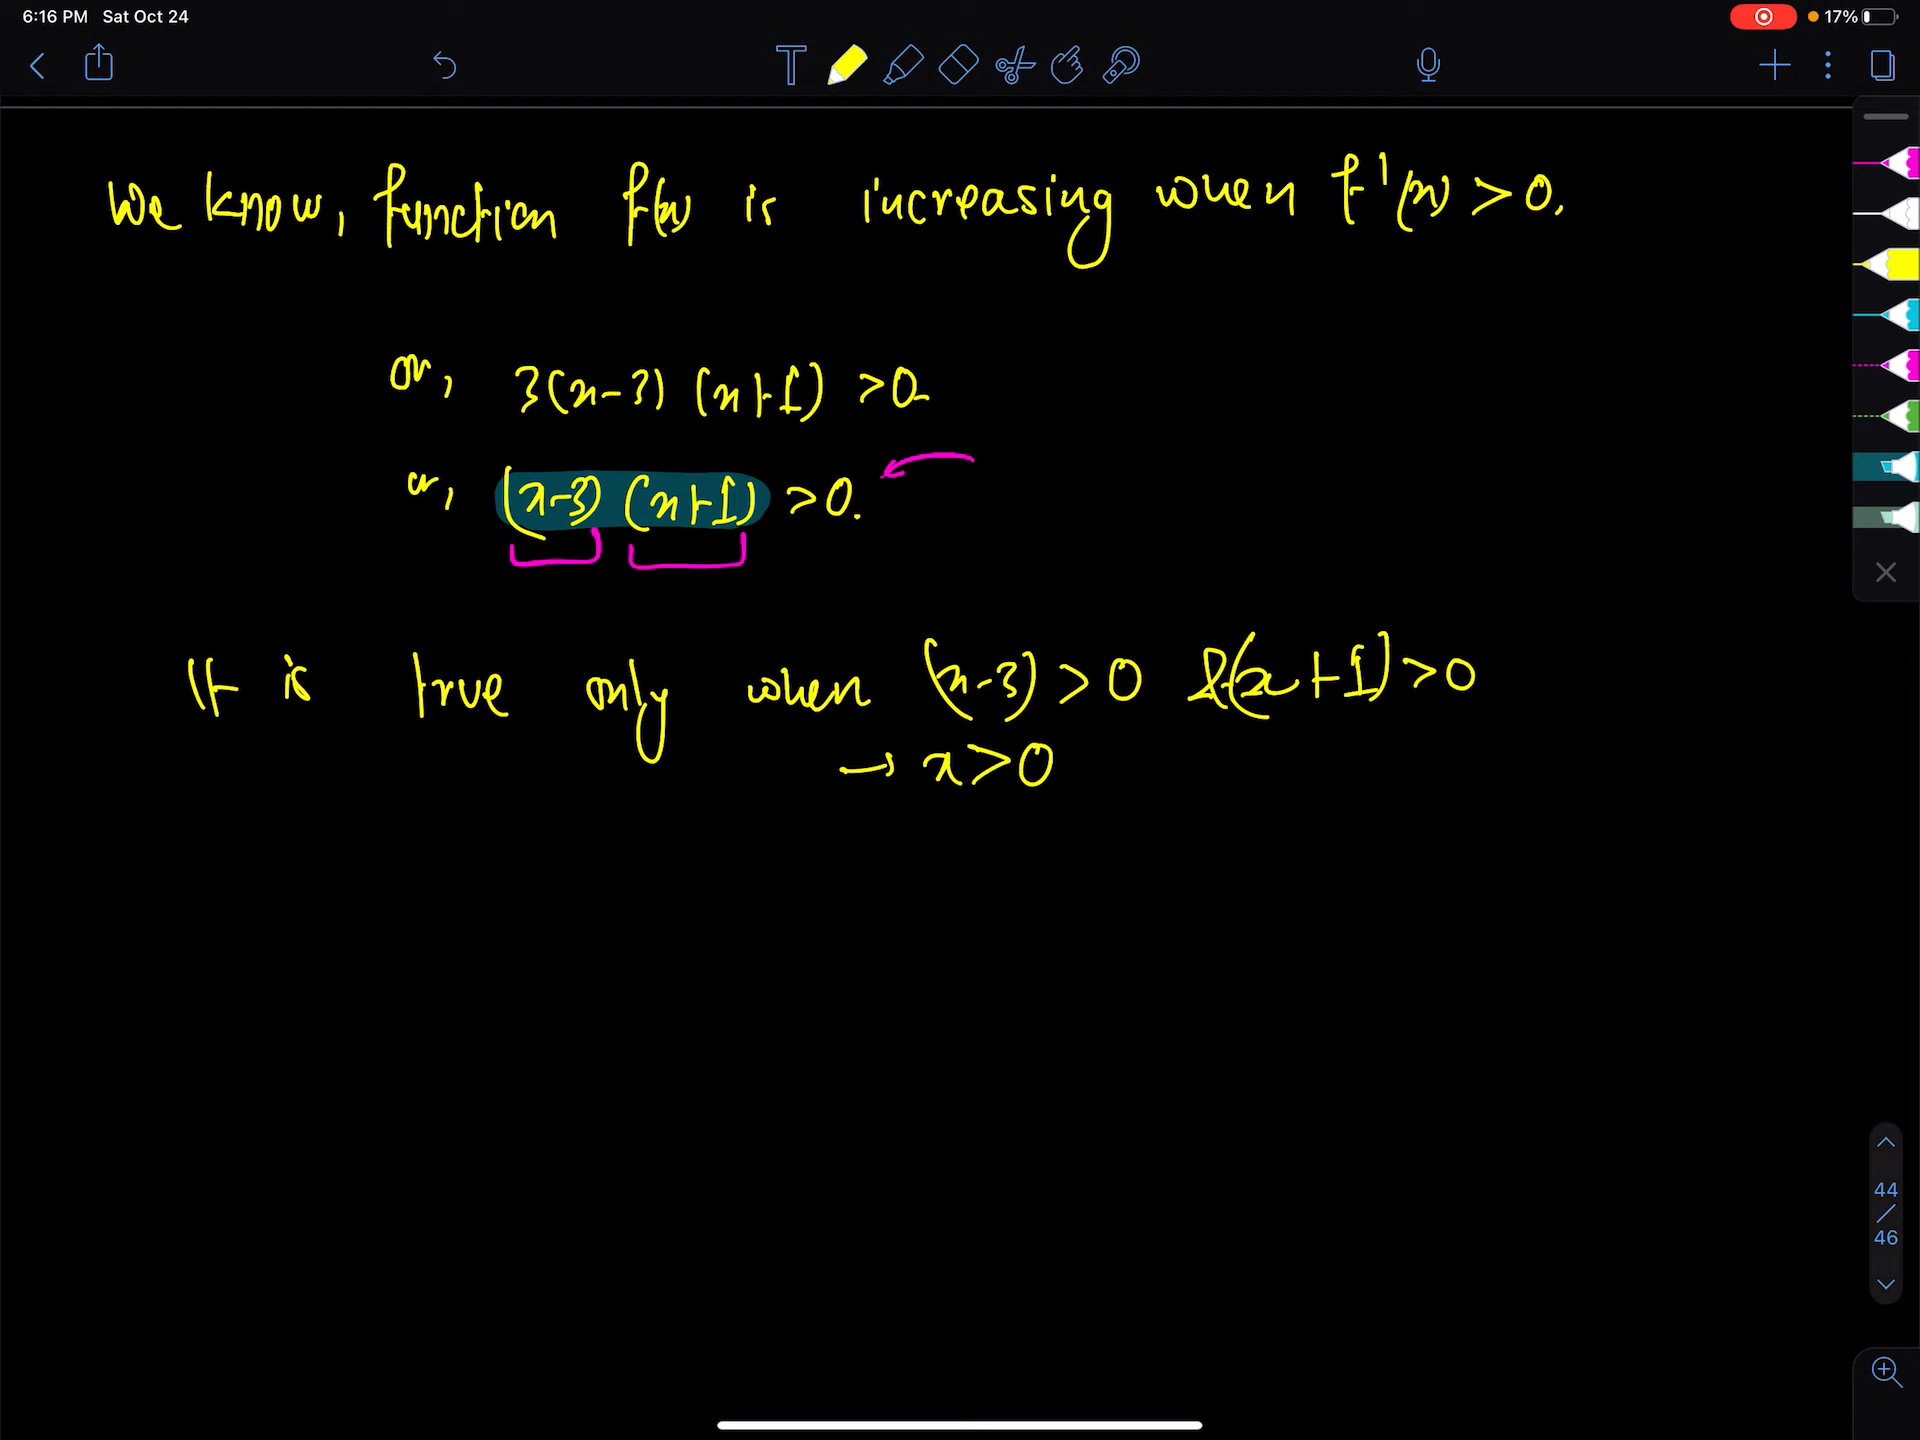 6:16 PM Sat Oct 24
17%
We know, function f(x) is increasing when f'(x) > 0.
or, 3(x-3) (x+1) >0
or, (x-3) (x+1) >0.
It is true only when (x-3) > 0 &(x+1) >0
→ x>0
44
/
46